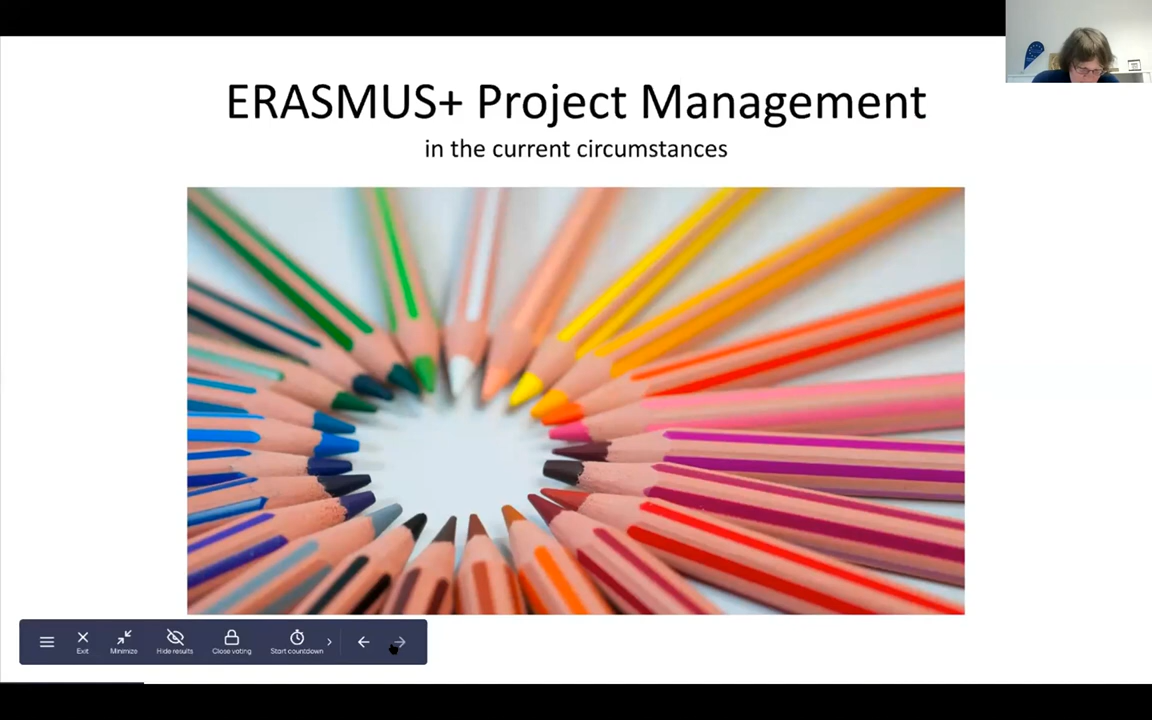 ERASMUS+ Project Management
in the current circumstances
Exit
Minimize
Hide results
Close voting
Start countdown